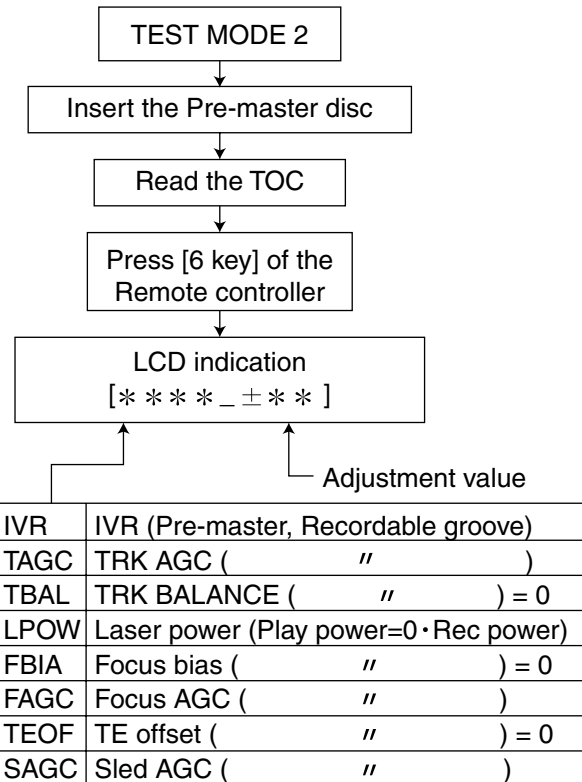 TEST MODE 2
Insert the Pre-master disc
Read the TOC
Press [6 key] of the
Remote controller
LCD indication
[＊＊＊＊_±＊＊]
Adjustment value
IVR IVR (Pre-master, Recordable groove)
TAGC TRK AGC ( 〃 )
TBAL TRK BALANCE ( 〃 ) = 0
LPOW Laser power (Play power=0・Rec power)
FBIA Focus bias ( 〃 ) = 0
FAGC Focus AGC ( 〃 )
TEOF TE offset ( 〃 ) = 0
SAGC Sled AGC ( 〃 )